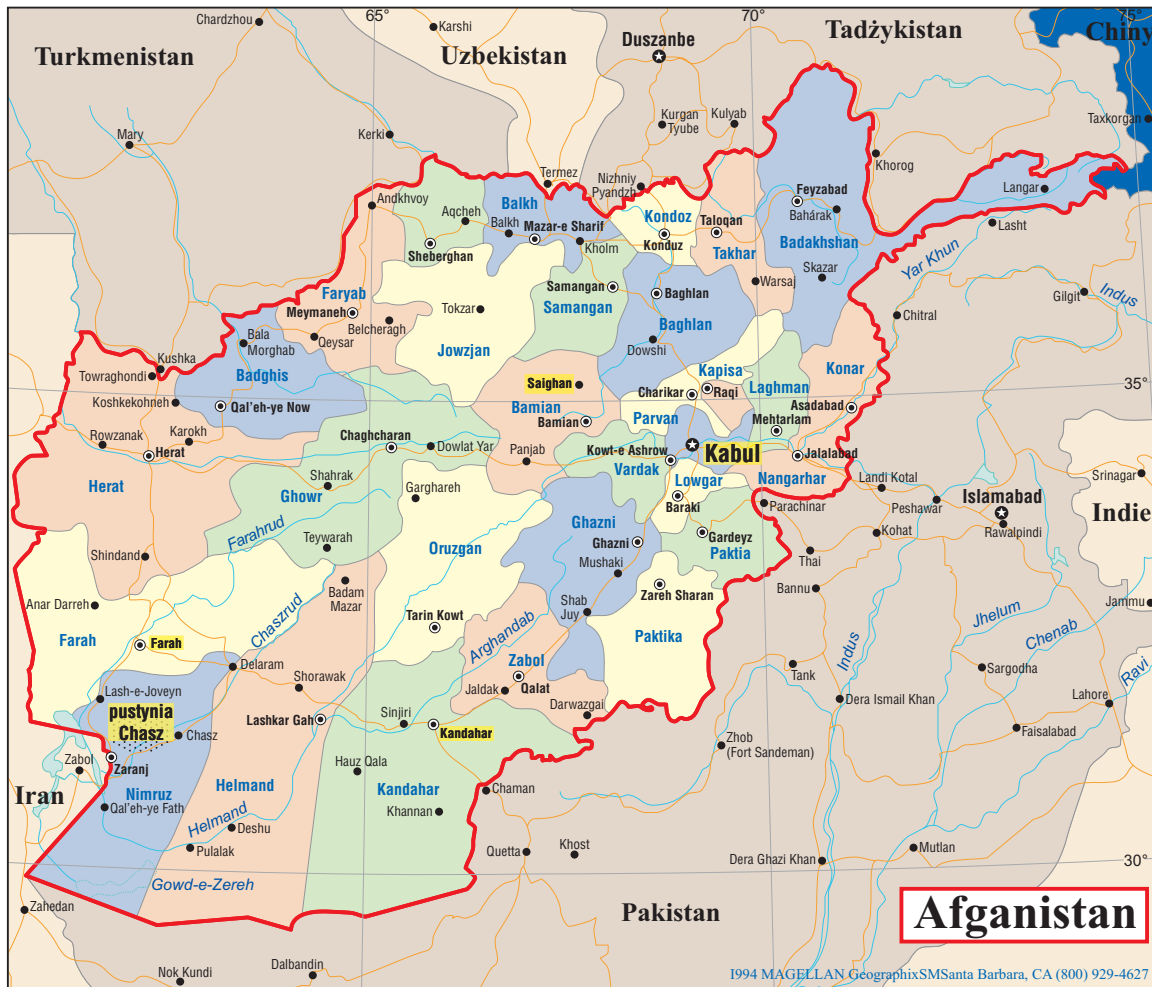 65°
70°
75°
Chardzhou
Karshi
Duszanbe
Tadżykistan
Chiny
Turkmenistan
Uzbekistan
Mary
Kerki
Kurgan
Tyube
Kulyab
Taxkorgan
Termez
Nizhniy
Pyandzh
Khorog
Andkhvoy
Aqcheh
Balkh
Balkh
Mazar-e Sharif
Kholm
Kondoz
Konduz
Taloqan
Takhar
Feyzabad
Bahárak
Badakhshan
Langar
Lasht
Sheberghan
Samangan
Samangan
Baghlan
Baghlan
Warsaj
Skazar
Yar Khun
Gilgit
Indus
Chitral
Faryab
Meymaneh
Tokzar
Belcheragh
Qeysar
Jowzjan
Dowshi
Bala
Morghab
Kushka
Towraghondi
Badghis
Koshkekohneh
Qal'eh-ye Now
Saighan
Bamian
Bamian
Kapisa
Charikar
Raqi
Laghman
Konar
35°
Asadabad
Mehtarlam
Parvan
Rowzanak
Karokh
Herat
Herat
Chaghcharan
Dowlat Yar
Panjab
Kowt-e Ashrow
Vardak
Kabul
Jalalabad
Nangarhar
Lowgar
Baraki
Landi Kotal
Peshawar
Islamabad
Rawalpindi
Srinagar
Indie
Shahrak
Ghowr
Gharghareh
Farahrud
Teywarah
Oruzgan
Ghazni
Ghazni
Mushaki
Gardeyz
Paktia
Parachinar
Kohat
Thai
Bannu
Shindand
Anar Darreh
Badam
Mazar
Chaszrud
Tarin Kowt
Shab
Juy
Zareh Sharan
Paktika
Jammu
Jhelum
Chenab
Ravi
Farah
Farah
Delaram
Arghandab
Zabol
Qalat
Jaldak
Darwazgai
Indus
Tank
Sargodha
Dera Ismail Khan
Lahore
Lash-e-Joveyn
pustynia
Chasz
Chasz
Shorawak
Lashkar Gah
Sinjiri
Kandahar
Zhob
(Fort Sandeman)
Faisalabad
Zabol
Zaranj
Iran
Nimruz
Qal'eh-ye Fath
Helmand
Helmand
Deshu
Pulalak
Hauz Qala
Kandahar
Khannan
Chaman
Quetta
Khost
Dera Ghazi Khan
Mutlan
30°
Gowd-e-Zereh
Zahedan
Pakistan
Afganistan
Nok Kundi
Dalbandin
I994 MAGELLAN GeographixSMSanta Barbara, CA (800) 929-4627